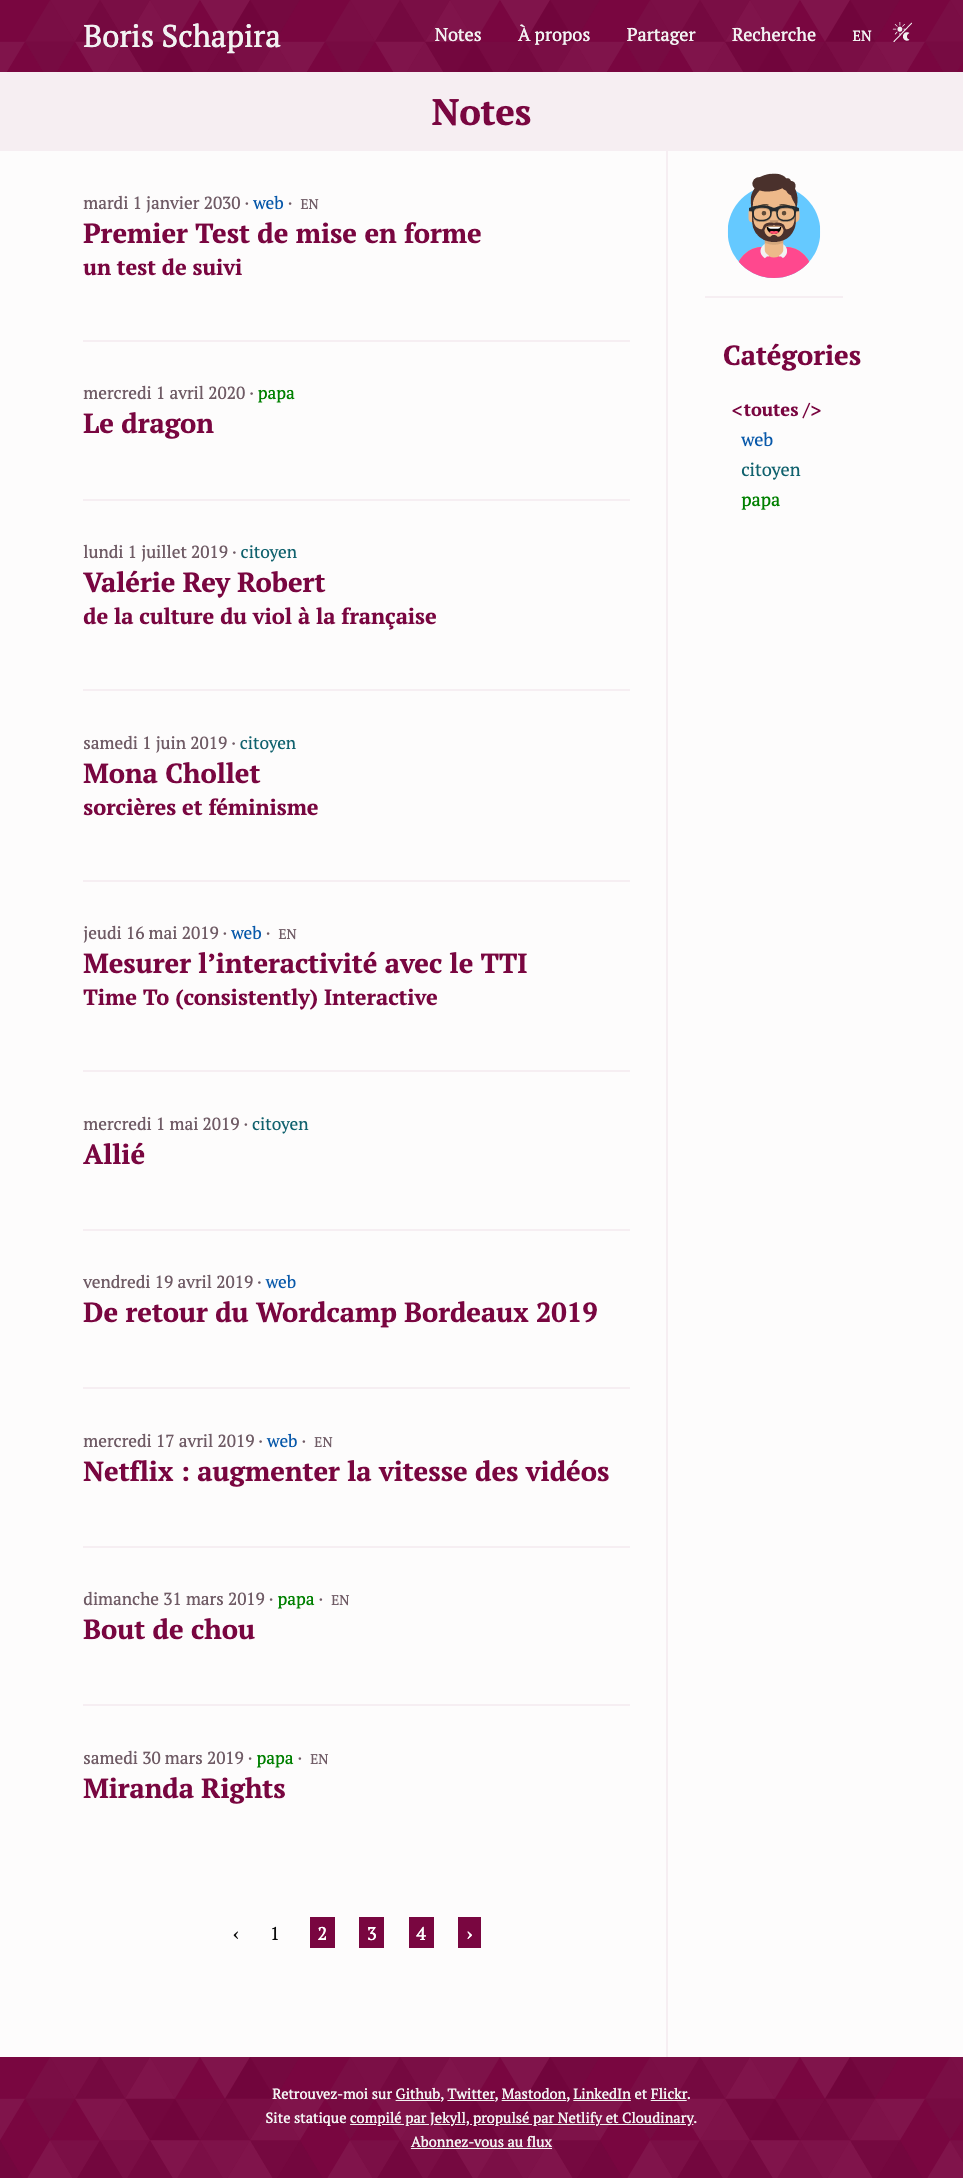 Boris Schapira
Notes
À propos
Partager
Recherche
EN
Notes
mardi 1 janvier 2030 · web · EN
Premier Test de mise en forme
un test de suivi
mercredi 1 avril 2020 · papa
Le dragon
lundi 1 juillet 2019 · citoyen
Valérie Rey Robert
de la culture du viol à la française
samedi 1 juin 2019 · citoyen
Mona Chollet
sorcières et féminisme
jeudi 16 mai 2019 · web · EN
Mesurer l’interactivité avec le TTI
Time To (consistently) Interactive
mercredi 1 mai 2019 · citoyen
Allié
vendredi 19 avril 2019 · web
De retour du Wordcamp Bordeaux 2019
mercredi 17 avril 2019 · web · EN
Netflix : augmenter la vitesse des vidéos
dimanche 31 mars 2019 · papa · EN
Bout de chou
samedi 30 mars 2019 · papa · EN
Miranda Rights
‹ 1 2 3 4 ›
Catégories
<toutes />
web
citoyen
papa
Retrouvez-moi sur Github, Twitter, Mastodon, LinkedIn et Flickr.
Site statique compilé par Jekyll, propulsé par Netlify et Cloudinary.
Abonnez-vous au flux